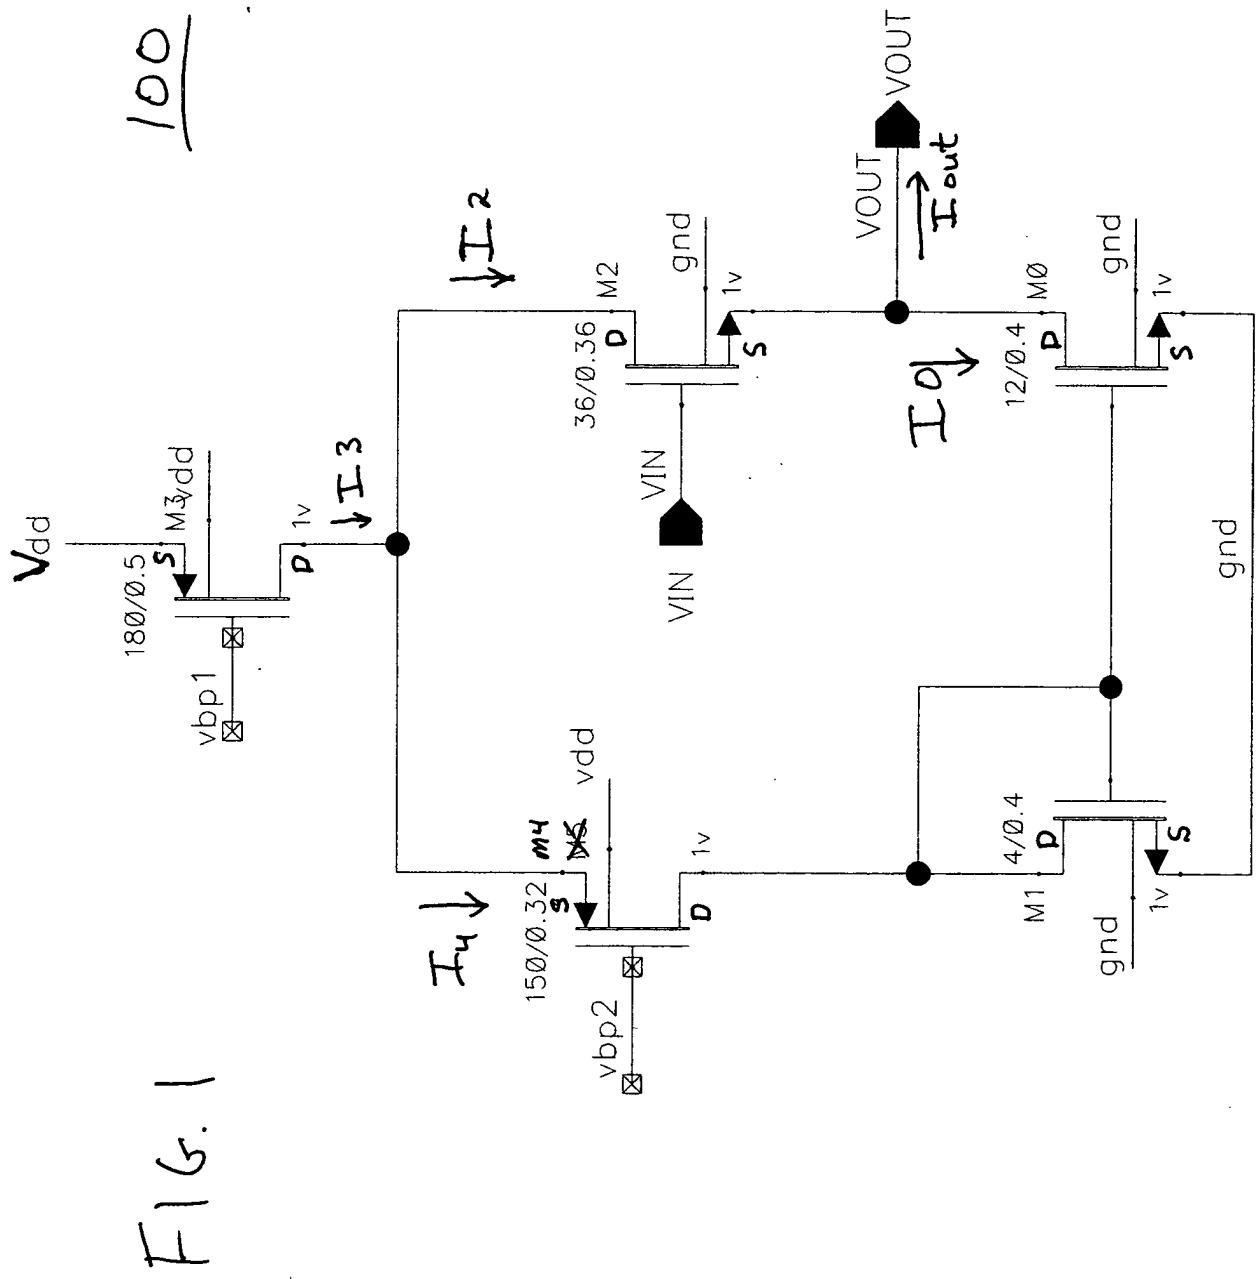 100
Vdd
180/0.5
S
M3
vdd
vbp1
D
1v
I3
I2
I4
150/0.32
S
M4
M5
vdd
vbp2
D
1v
36/0.36
D
M2
gnd
VIN
VIN
S
1v
VOUT
VOUT
Iout
I0
12/0.4
D
M0
gnd
S
1v
M1
4/0.4
D
gnd
1v
S
gnd
FIG. 1